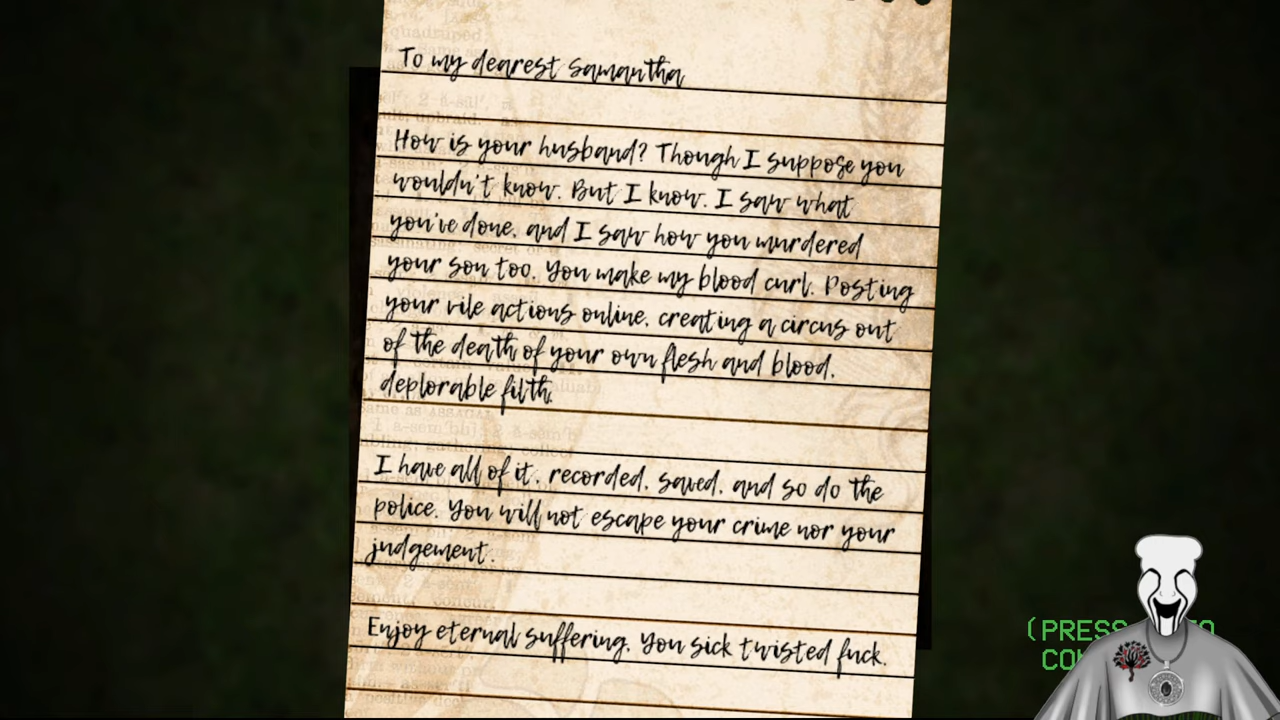 To my dearest Samantha
How is your husband? Though I suppose you
wouldn't know. But I know. I saw what
you've done, and I saw how you murdered
your son too. You make my blood curl. Posting
your vile actions online, creating a circus out
of the death of your own flesh and blood,
deplorable filth.
I have all of it, recorded, saved, and so do the
police. You will not escape your crime nor your
judgement.
Enjoy eternal suffering, you sick twisted fuck.
(PRESS